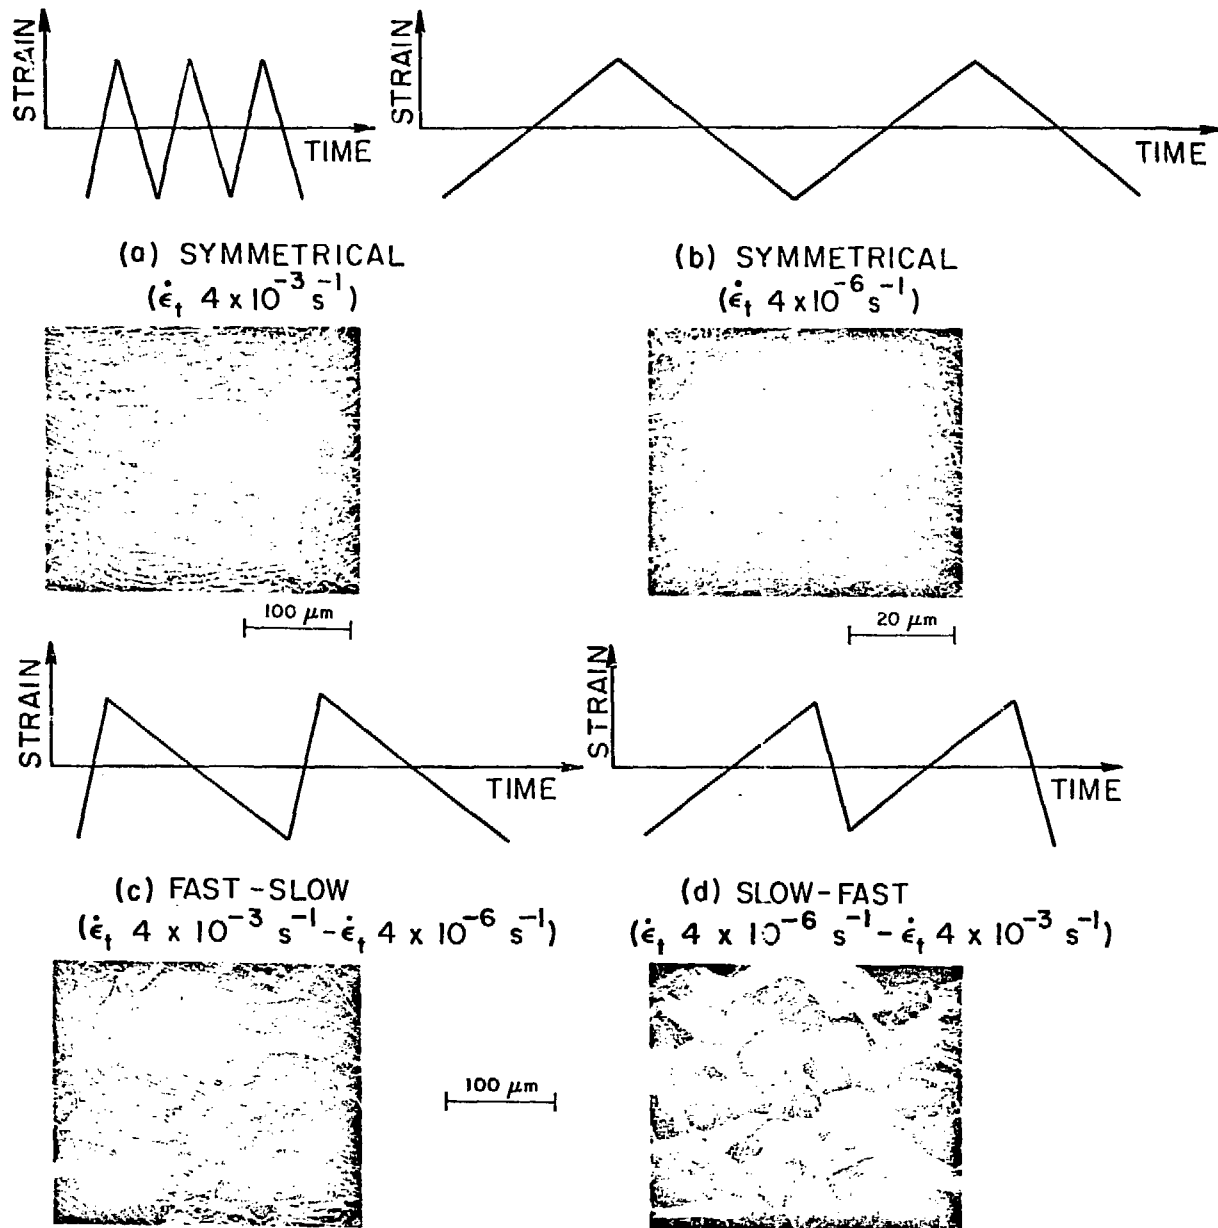 STRAIN
TIME
STRAIN
TIME
(a) SYMMETRICAL
(ε̇t 4 x 10⁻³ s⁻¹)
(b) SYMMETRICAL
(ε̇t 4 x 10⁻⁶ s⁻¹)
100 μm
20 μm
STRAIN
TIME
STRAIN
TIME
(c) FAST-SLOW
(ε̇t 4 x 10⁻³ s⁻¹ - ε̇t 4 x 10⁻⁶ s⁻¹)
(d) SLOW-FAST
(ε̇t 4 x 10⁻⁶ s⁻¹ - ε̇t 4 x 10⁻³ s⁻¹)
100 μm